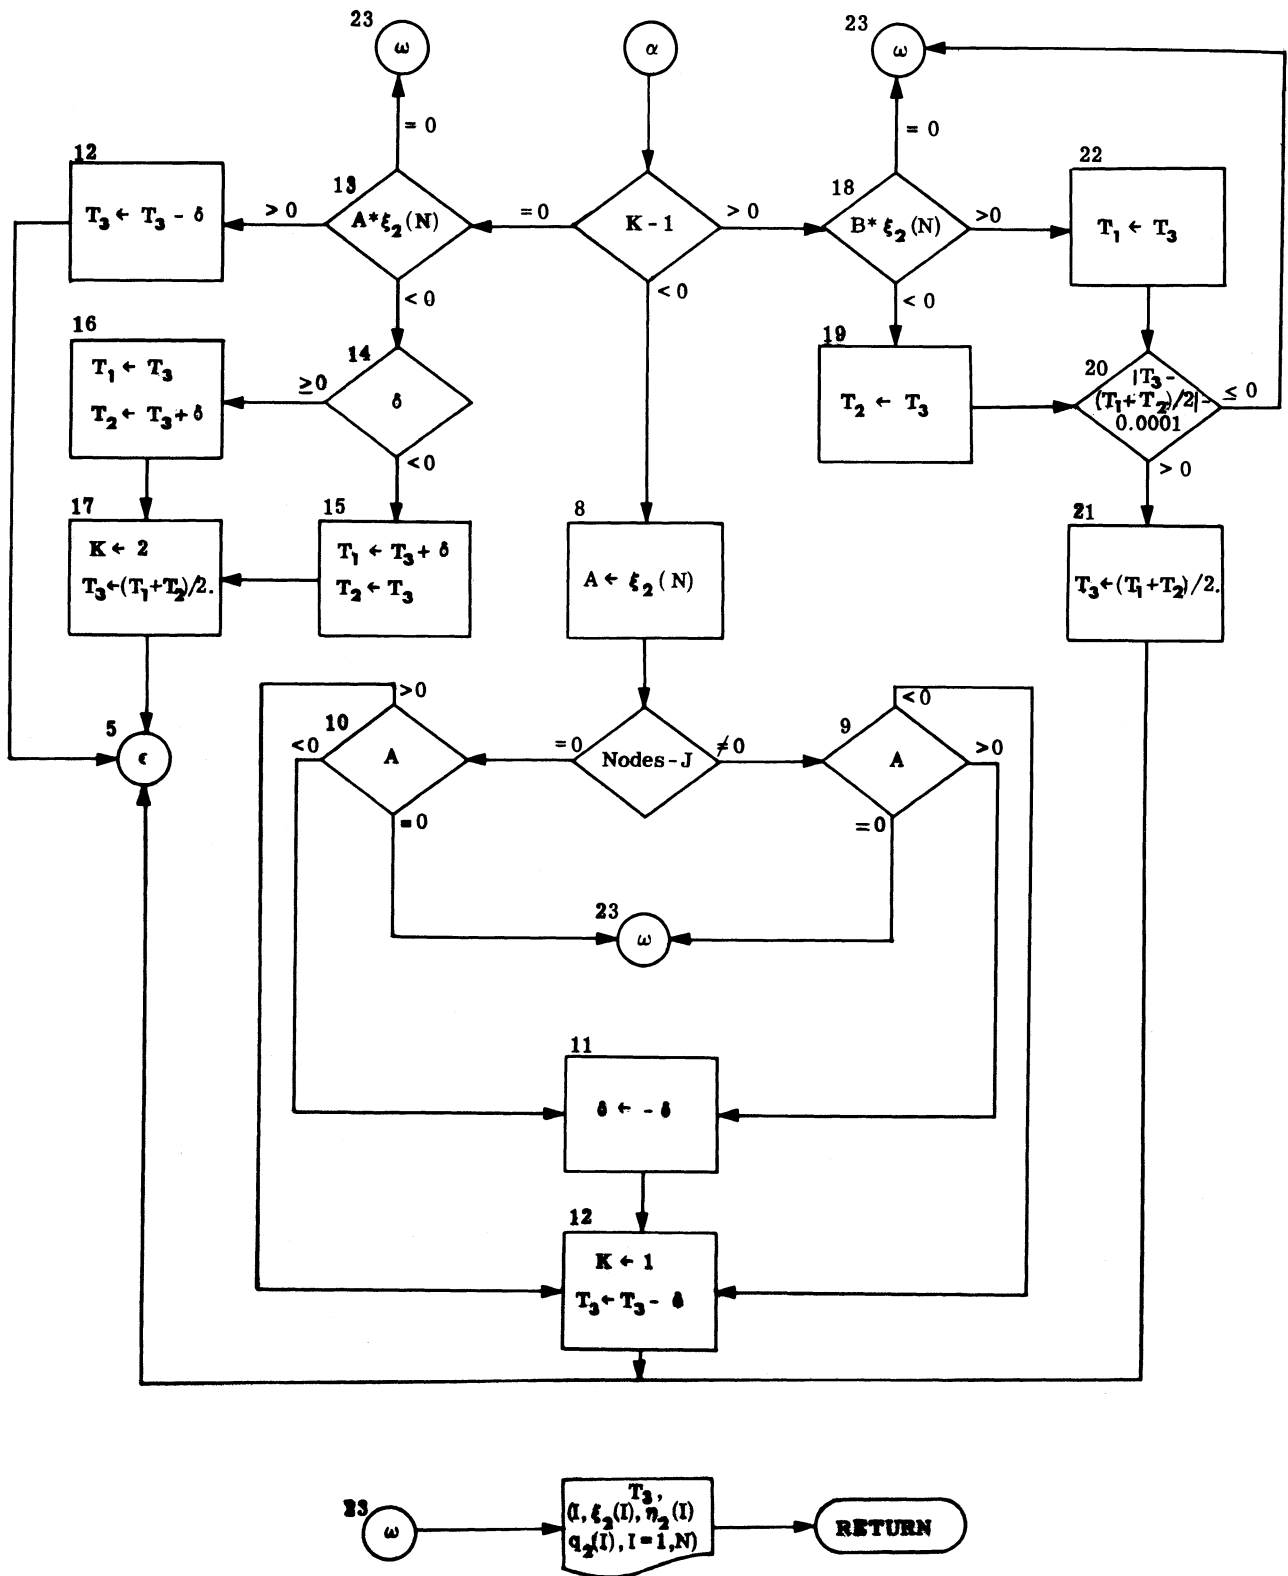 23
ω
α
23
ω
= 0
= 0
12
T₃ ← T₃ - δ
> 0
13
A*ξ₂(N)
=0
K - 1
> 0
18
B*ξ₂(N)
>0
22
T₁ ← T₃
< 0
< 0
< 0
16
T₁ ← T₃
T₂ ← T₃ + δ
≥0
14
δ
< 0
19
T₂ ← T₃
20
|T₃ -
(T₁+T₂)/2| -
0.0001
≤ 0
> 0
17
K ← 2
T₃←(T₁+T₂)/2.
15
T₁ ← T₃ + δ
T₂ ← T₃
8
A ← ξ₂(N)
21
T₃←(T₁+T₂)/2.
5
ϵ
>0
10
<0
A
=0
=0
Nodes - J
≠0
9
<0
A
>0
=0
23
ω
11
δ ← - δ
12
K ← 1
T₃ ← T₃ - δ
23
ω
T₃,
(I, ξ₂(I), η₂(I)
q₂(I), I = 1,N)
RETURN